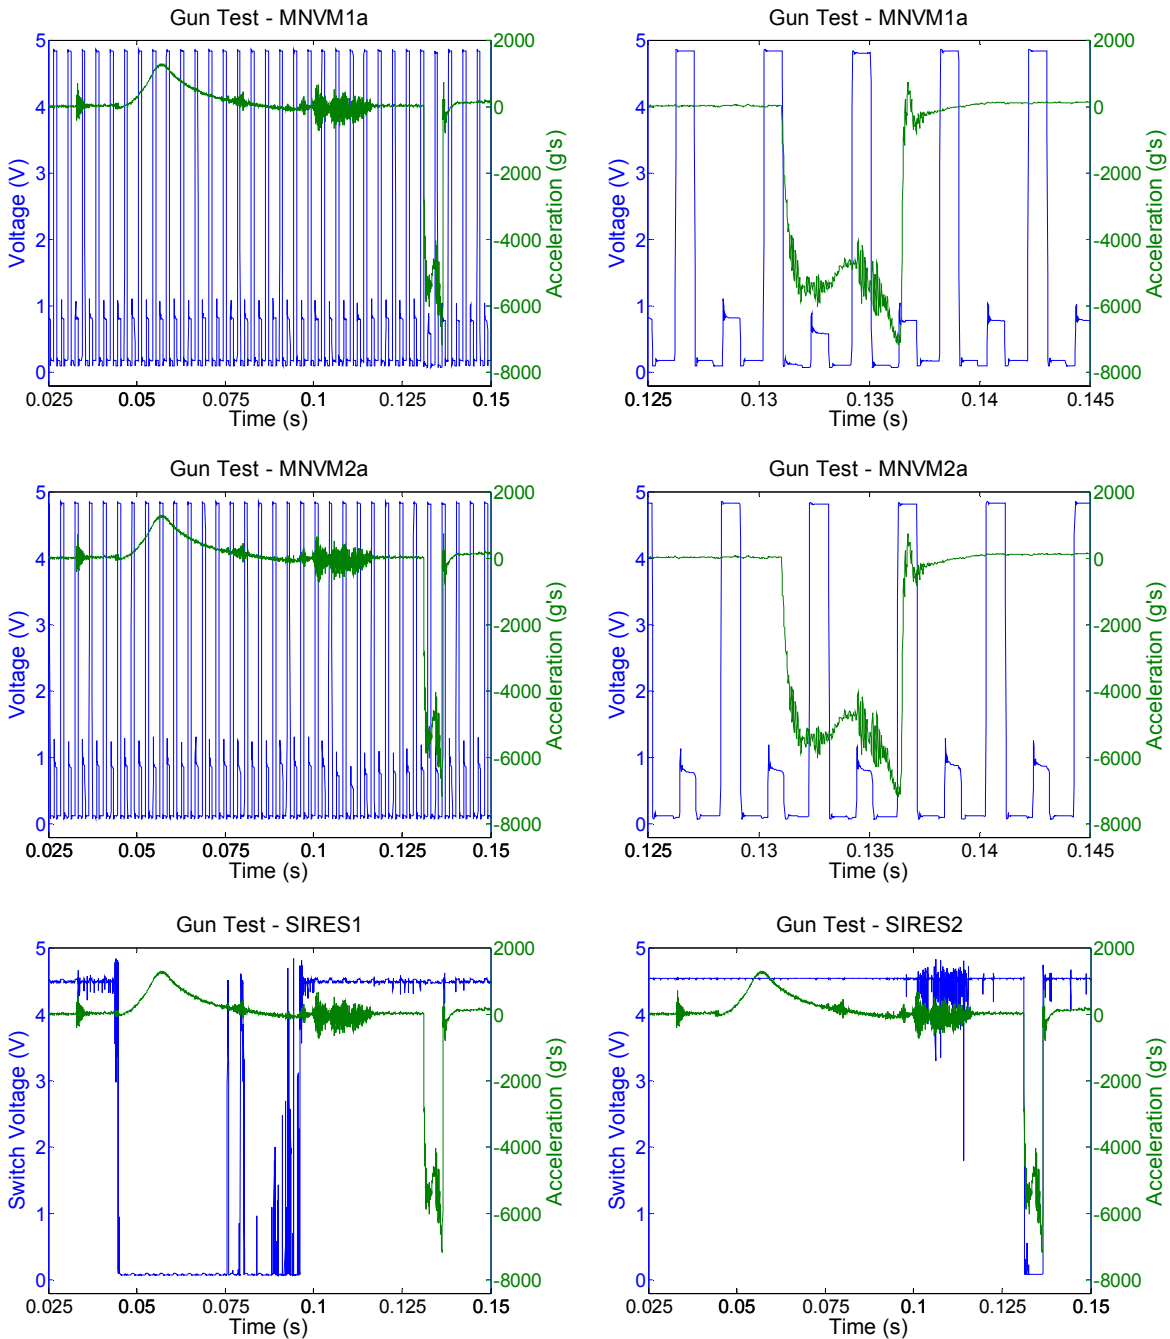 Gun Test - MNVM1a
5
4
3
2
1
0
Voltage (V)
2000
0
-2000
-4000
-6000
-8000
Acceleration (g's)
0.025 0.05 0.075 0.1 0.125 0.15
Time (s)
Gun Test - MNVM1a
5
4
3
2
1
0
Voltage (V)
2000
0
-2000
-4000
-6000
-8000
Acceleration (g's)
0.125 0.13 0.135 0.14 0.145
Time (s)
Gun Test - MNVM2a
5
4
3
2
1
0
Voltage (V)
2000
0
-2000
-4000
-6000
-8000
Acceleration (g's)
0.025 0.05 0.075 0.1 0.125 0.15
Time (s)
Gun Test - MNVM2a
5
4
3
2
1
0
Voltage (V)
2000
0
-2000
-4000
-6000
-8000
Acceleration (g's)
0.125 0.13 0.135 0.14 0.145
Time (s)
Gun Test - SIRES1
5
4
3
2
1
0
Switch Voltage (V)
2000
0
-2000
-4000
-6000
-8000
Acceleration (g's)
0.025 0.05 0.075 0.1 0.125 0.15
Time (s)
Gun Test - SIRES2
5
4
3
2
1
0
Switch Voltage (V)
2000
0
-2000
-4000
-6000
-8000
Acceleration (g's)
0.025 0.05 0.075 0.1 0.125 0.15
Time (s)